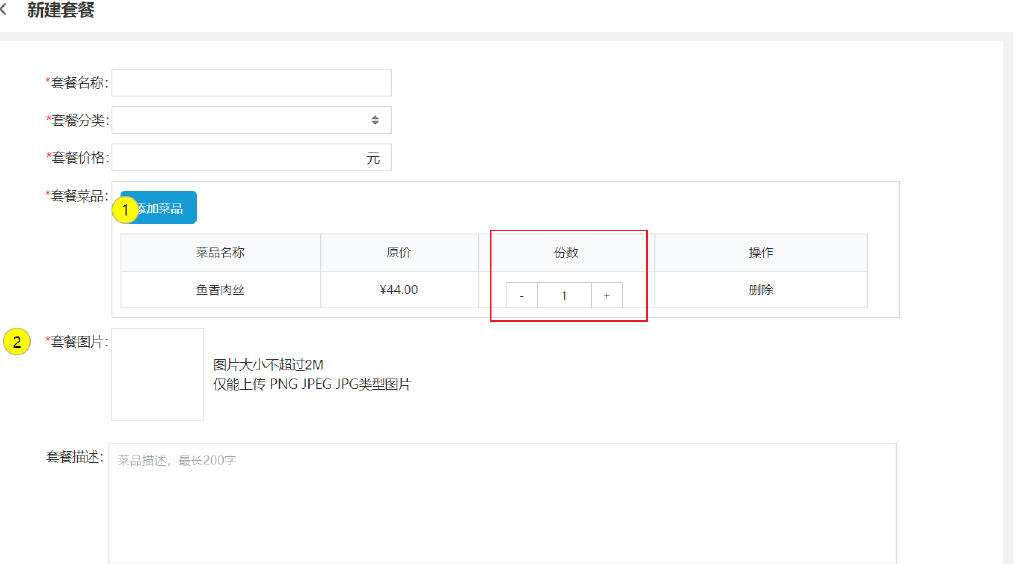 新建套餐
*套餐名称:
*套餐分类:
*套餐价格: 元
*套餐菜品:
1 添加菜品
菜品名称 原价 份数 操作
鱼香肉丝 ¥44.00 - 1 + 删除
2 *套餐图片:
图片大小不超过2M
仅能上传 PNG JPEG JPG类型图片
套餐描述: 菜品描述，最长200字